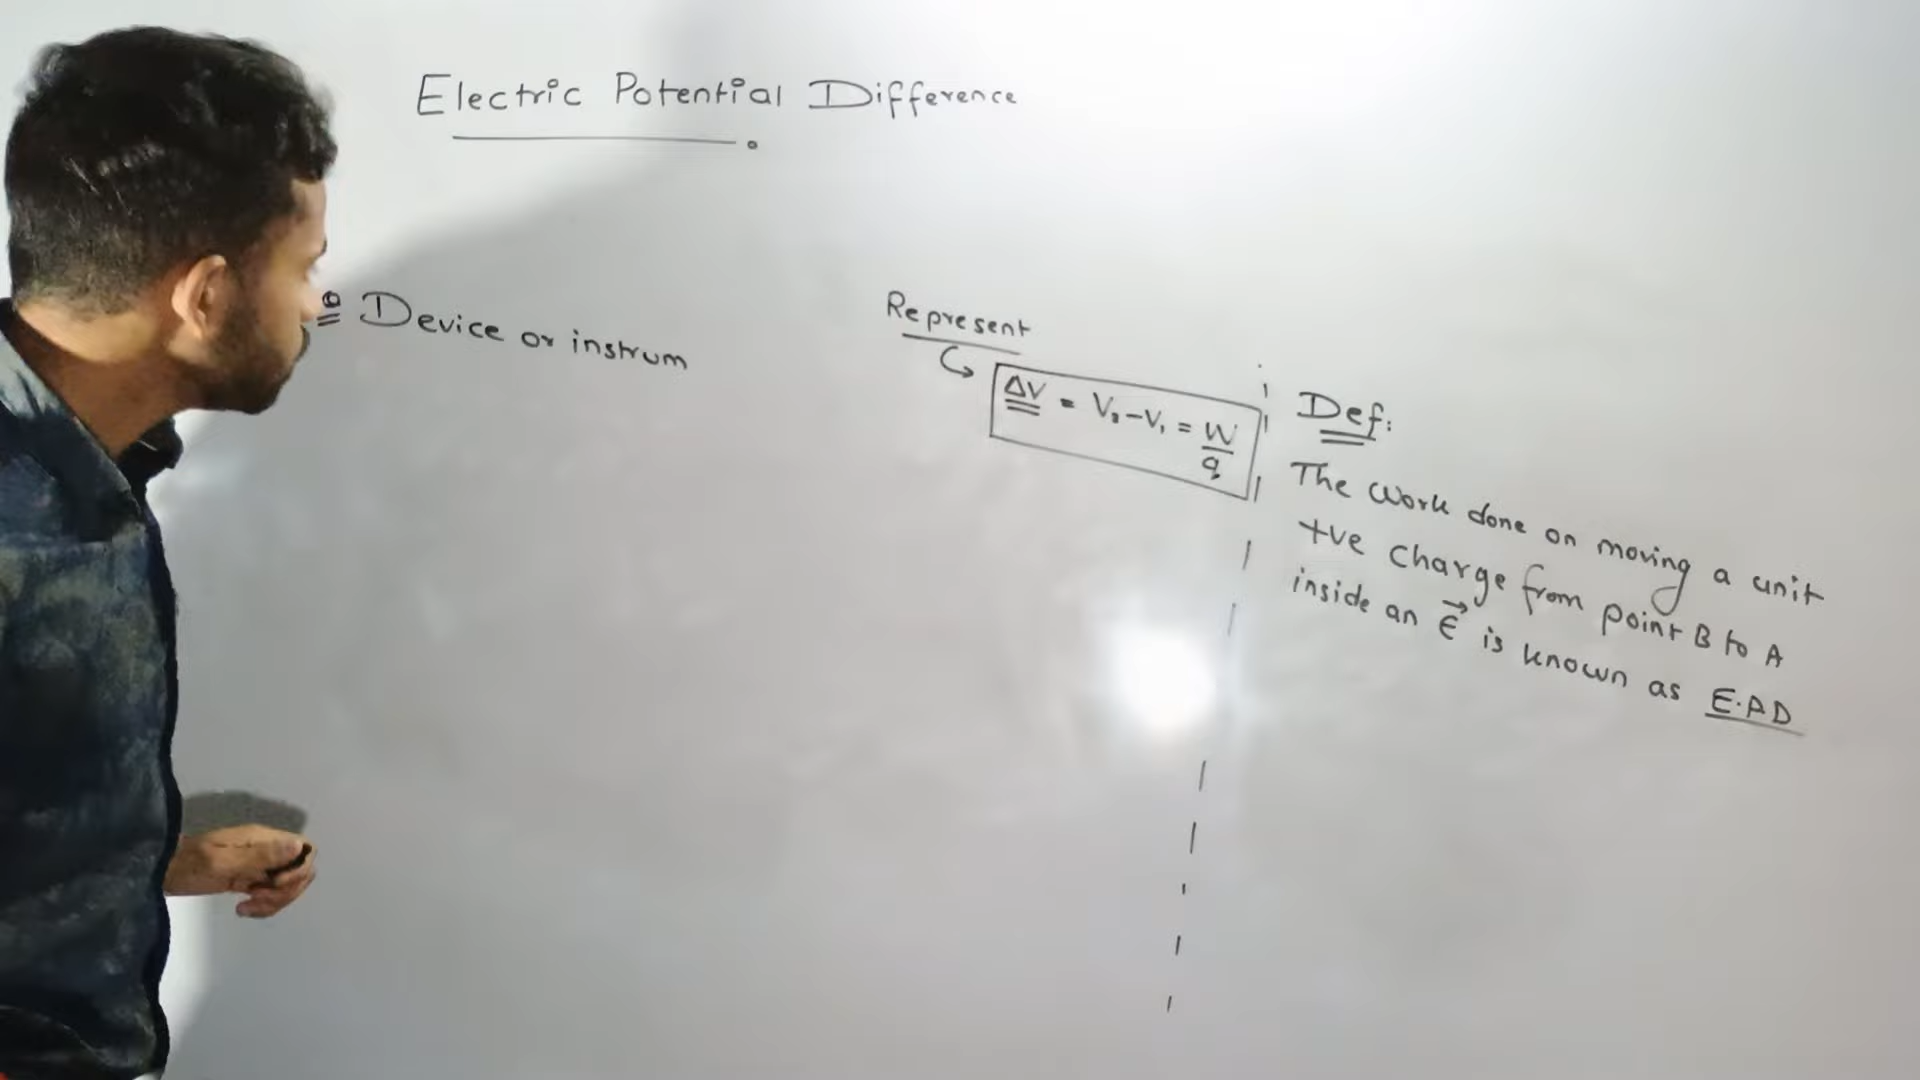 Electric Potential Difference
Device or instrum
Represent
ΔV = V₂-V₁ = W/q
Def:
The work done on moving a unit
+ve charge from point B to A
inside an E⃗ is known as E.PD